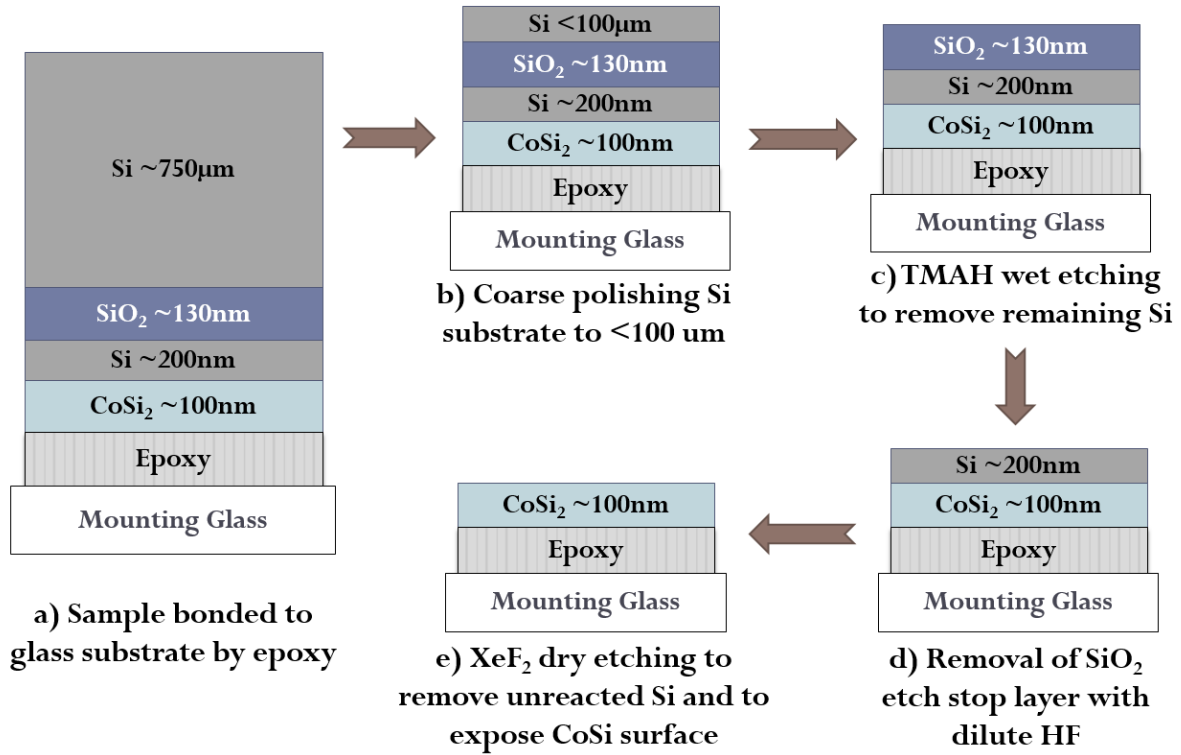 Si ~750μm
SiO₂ ~130nm
Si ~200nm
CoSi₂ ~100nm
Epoxy
Mounting Glass
a) Sample bonded to
glass substrate by epoxy
Si <100μm
SiO₂ ~130nm
Si ~200nm
CoSi₂ ~100nm
Epoxy
Mounting Glass
b) Coarse polishing Si
substrate to <100 um
SiO₂ ~130nm
Si ~200nm
CoSi₂ ~100nm
Epoxy
Mounting Glass
c) TMAH wet etching
to remove remaining Si
Si ~200nm
CoSi₂ ~100nm
Epoxy
Mounting Glass
d) Removal of SiO₂
etch stop layer with
dilute HF
CoSi₂ ~100nm
Epoxy
Mounting Glass
e) XeF₂ dry etching to
remove unreacted Si and to
expose CoSi surface